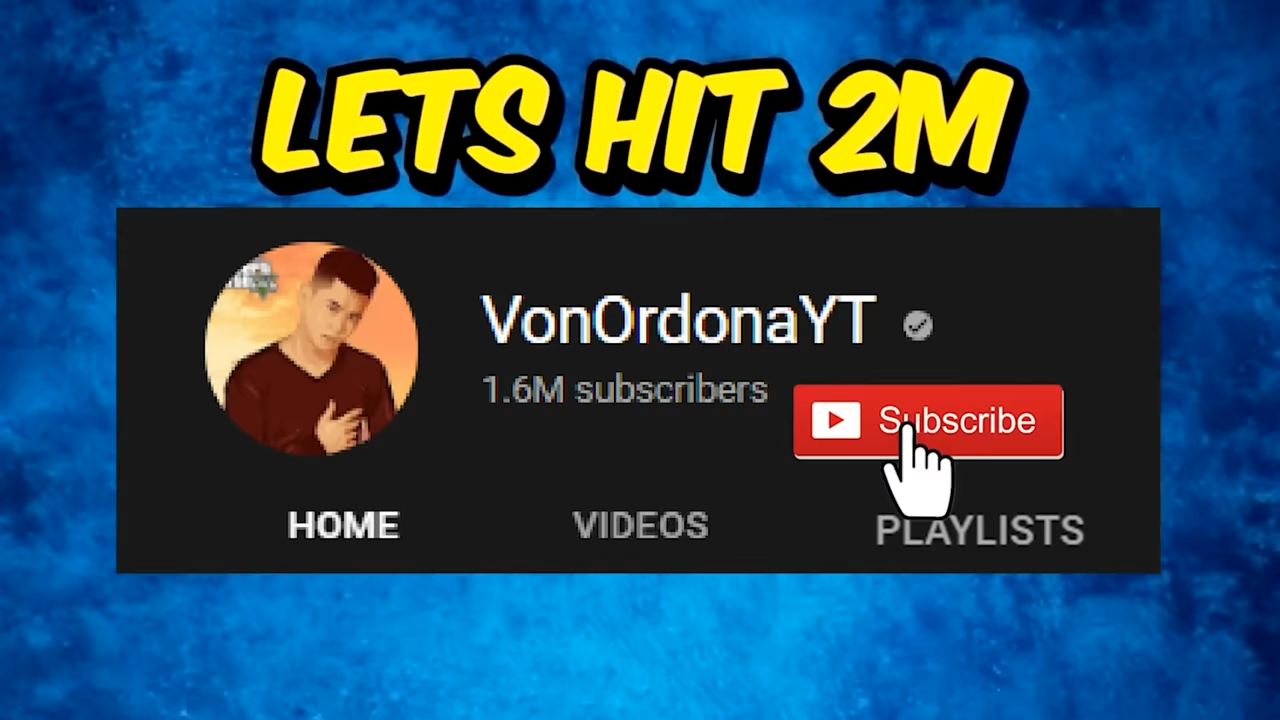 LETS HIT 2M
VonOrdonaYT
1.6M subscribers
Subscribe
HOME VIDEOS PLAYLISTS